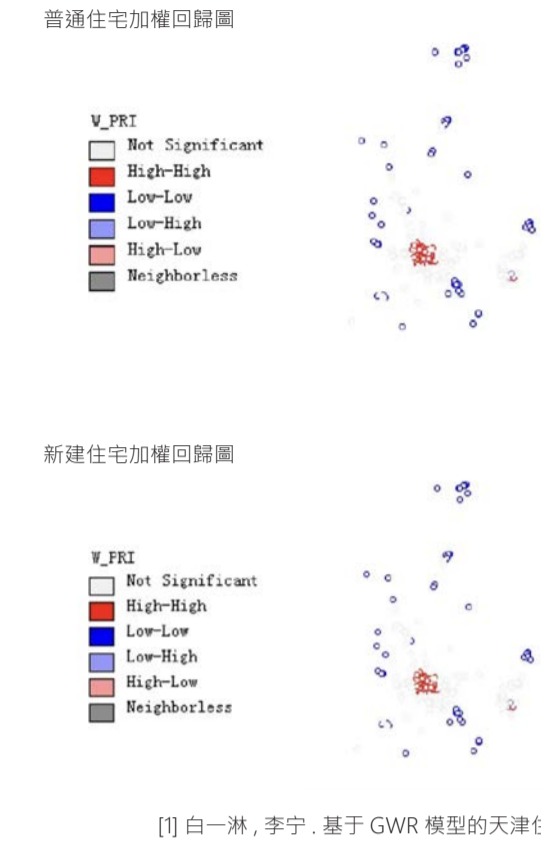 普通住宅加權回歸圖
W_PRI
Not Significant
High-High
Low-Low
Low-High
High-Low
Neighborless
新建住宅加權回歸圖
W_PRI
Not Significant
High-High
Low-Low
Low-High
High-Low
Neighborless
[1] 白一淋 , 李宁 . 基于 GWR 模型的天津